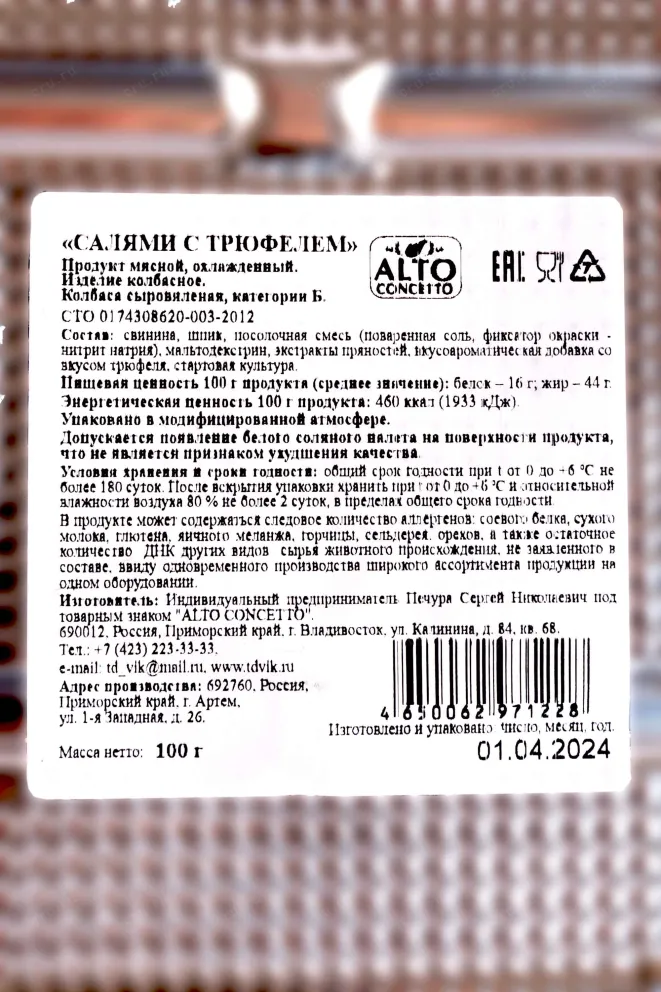 «САЛЯМИ С ТРЮФЕЛЕМ»
Продукт мясной, охлажденный.
Изделие колбасное.
Колбаса сыровяленая, категории Б.
СТО 0174308620-003-2012
ALTO
CONCETTO
EAC
7
Состав: свинина, шпик, посолочная смесь (поваренная соль, фиксатор окраски -
нитрит натрия), мальтодекстрин, экстракты пряностей, вкусоароматическая добавка со
вкусом трюфеля, стартовая культура.
Пищевая ценность 100 г продукта (среднее значение): белок – 16 г; жир – 44 г.
Энергетическая ценность 100 г продукта: 460 ккал (1933 кДж).
Упаковано в модифицированной атмосфере.
Допускается появление белого соляного налета на поверхности продукта,
что не является признаком ухудшения качества.
Условия хранения и сроки годности: общий срок годности при t от 0 до +6 °С не
более 180 суток. После вскрытия упаковки хранить при t от 0 до +6 °С и относительной
влажности воздуха 80 % не более 2 суток, в пределах общего срока годности.
В продукте может содержаться следовое количество аллергенов: соевого белка, сухого
молока, глютена, яичного меланжа, горчицы, сельдерея, орехов, а также остаточное
количество ДНК других видов сырья животного происхождения, не заявленного в
составе, ввиду одновременного производства широкого ассортимента продукции на
одном оборудовании.
Изготовитель: Индивидуальный предприниматель Печура Сергей Николаевич под
товарным знаком "ALTO CONCETTO".
690012, Россия, Приморский край, г. Владивосток, ул. Калинина, д. 84, кв. 68.
Тел.: +7 (423) 223-33-33.
e-mail: td_vik@mail.ru, www.tdvik.ru
Адрес производства: 692760, Россия,
Приморский край, г. Артем,
ул. 1-я Западная, д. 26.
Масса нетто: 100 г
4 650062 971228
Изготовлено и упаковано: число, месяц, год.
01.04.2024